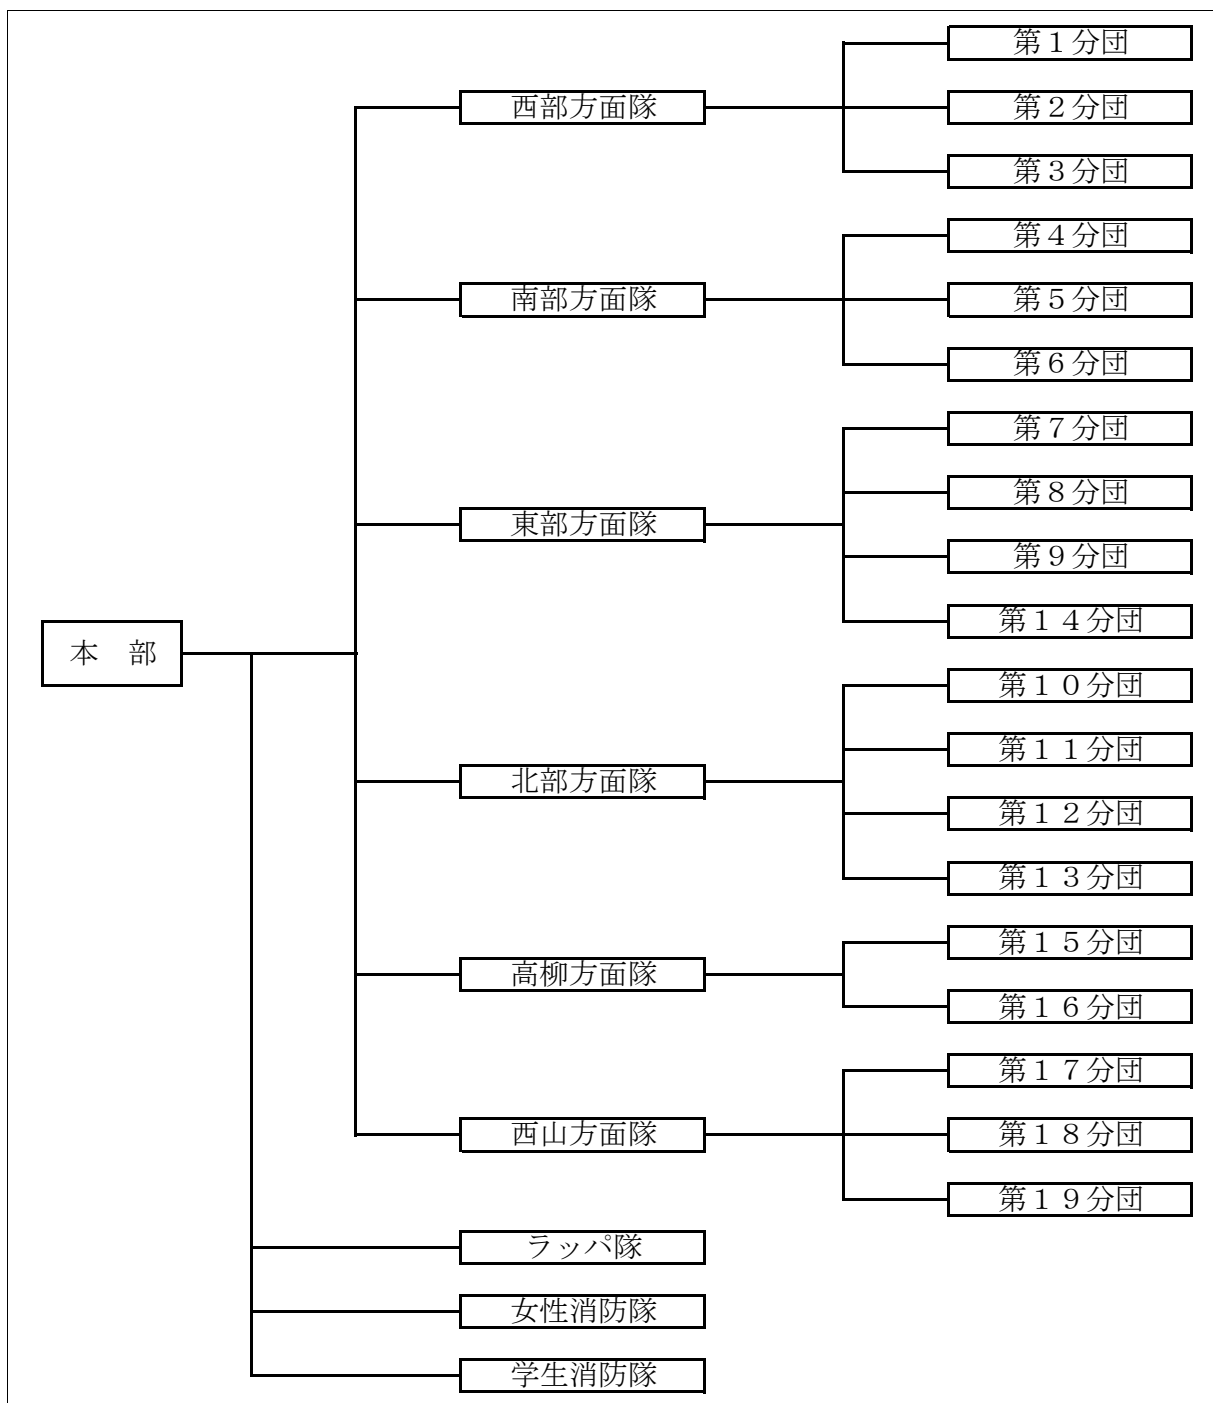 本　部
西部方面隊
第１分団
第２分団
第３分団
南部方面隊
第４分団
第５分団
第６分団
東部方面隊
第７分団
第８分団
第９分団
第１４分団
北部方面隊
第１０分団
第１１分団
第１２分団
第１３分団
高柳方面隊
第１５分団
第１６分団
西山方面隊
第１７分団
第１８分団
第１９分団
ラッパ隊
女性消防隊
学生消防隊